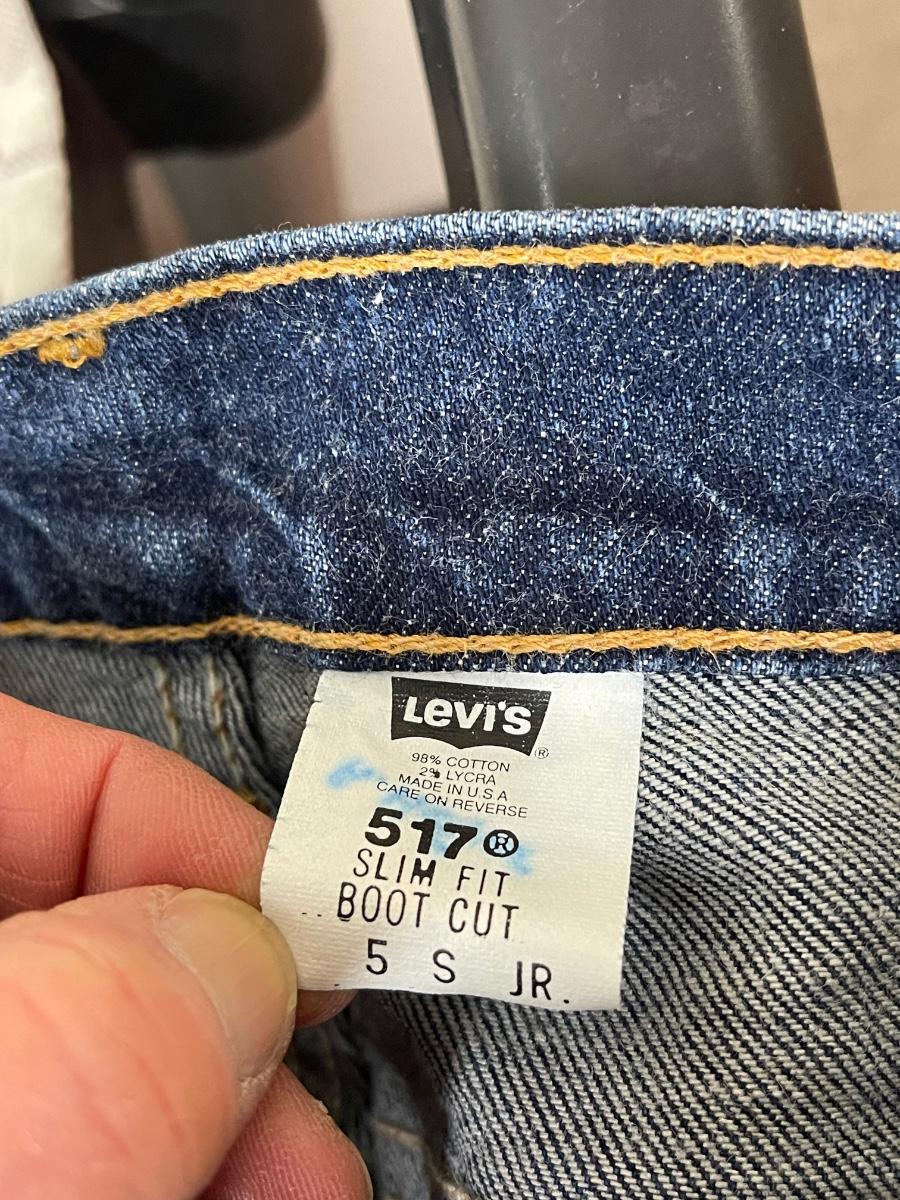 Levi's®
98% COTTON
2% LYCRA
MADE IN U.S.A
CARE ON REVERSE
517®
SLIM FIT
BOOT CUT
5 S JR.